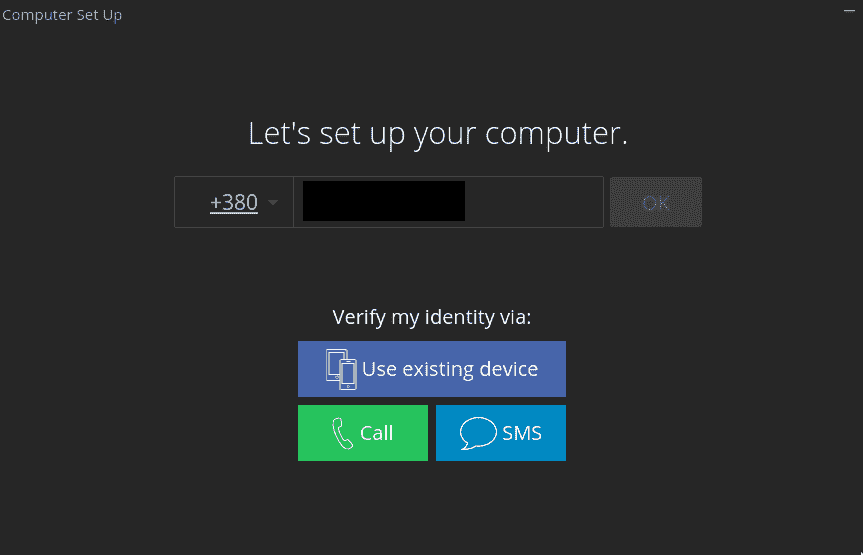 Computer Set Up
Let's set up your computer.
+380
OK
Verify my identity via:
Use existing device
Call
SMS